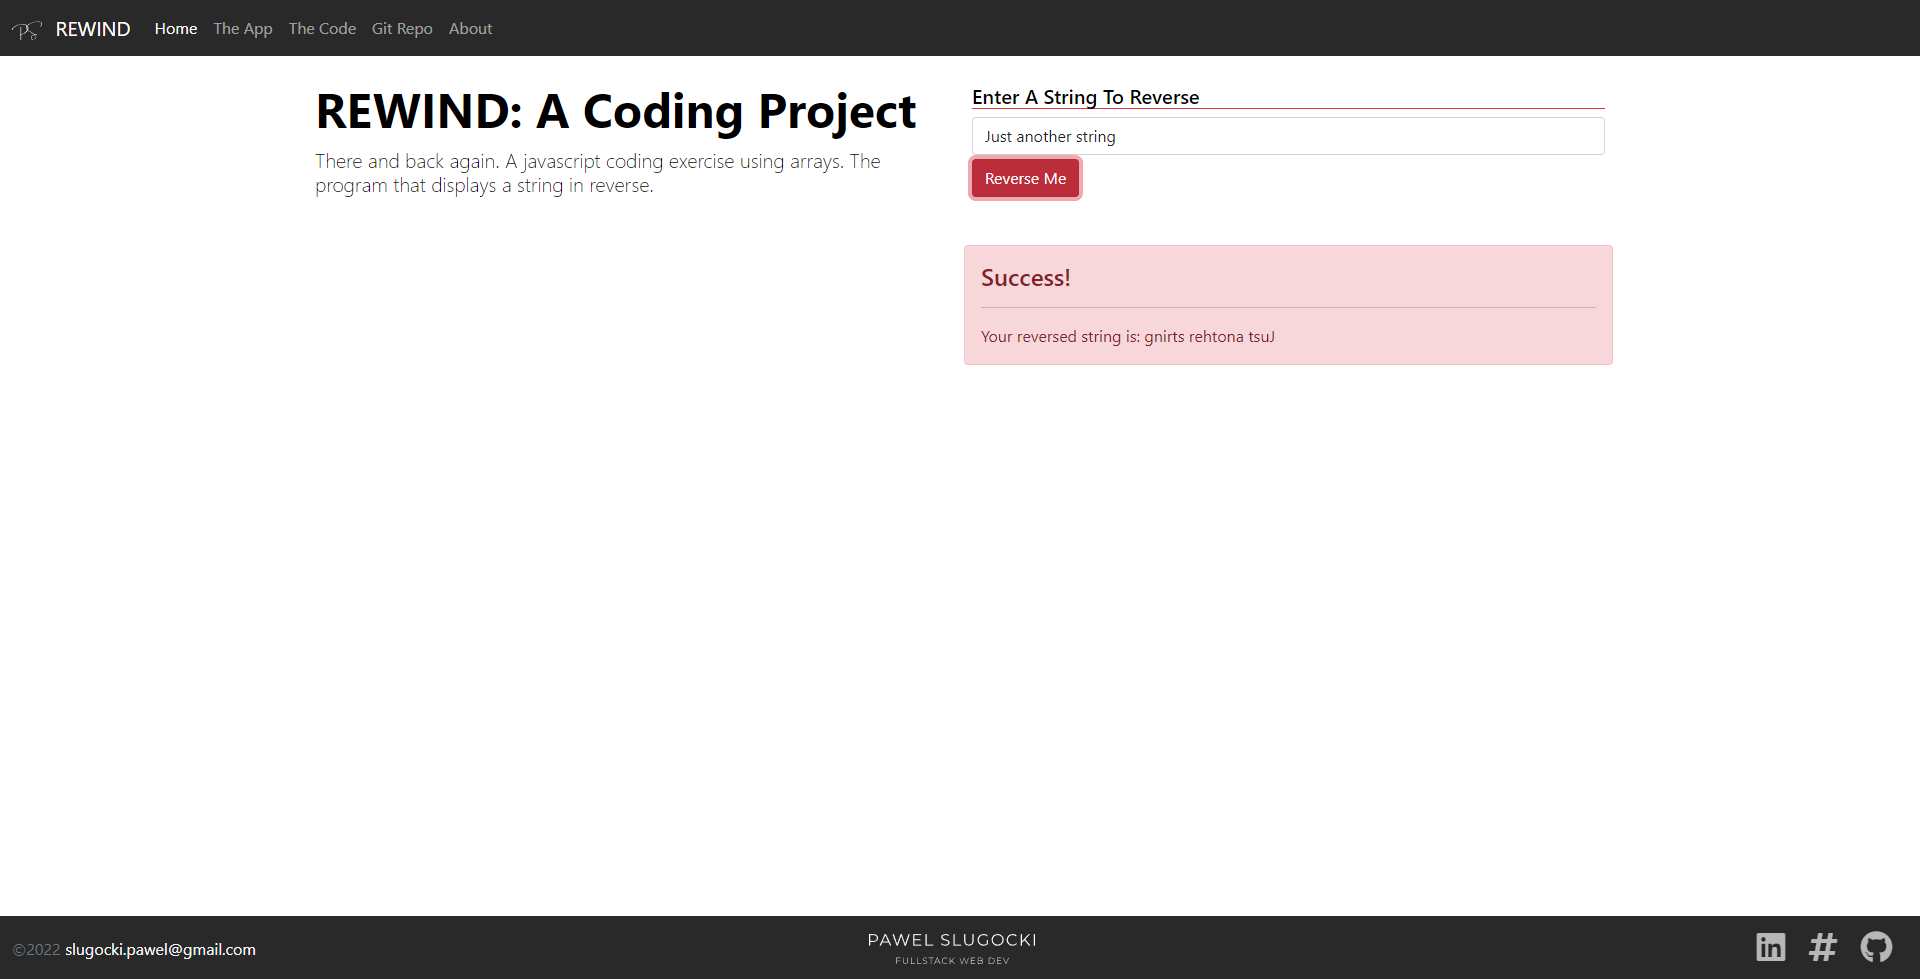 PS REWIND Home The App The Code Git Repo About
REWIND: A Coding Project
There and back again. A javascript coding exercise using arrays. The
program that displays a string in reverse.
Enter A String To Reverse
Just another string
Reverse Me
Success!
Your reversed string is: gnirts rehtona tsuJ
©2022 slugocki.pawel@gmail.com
PAWEL SLUGOCKI
FULLSTACK WEB DEV
in #